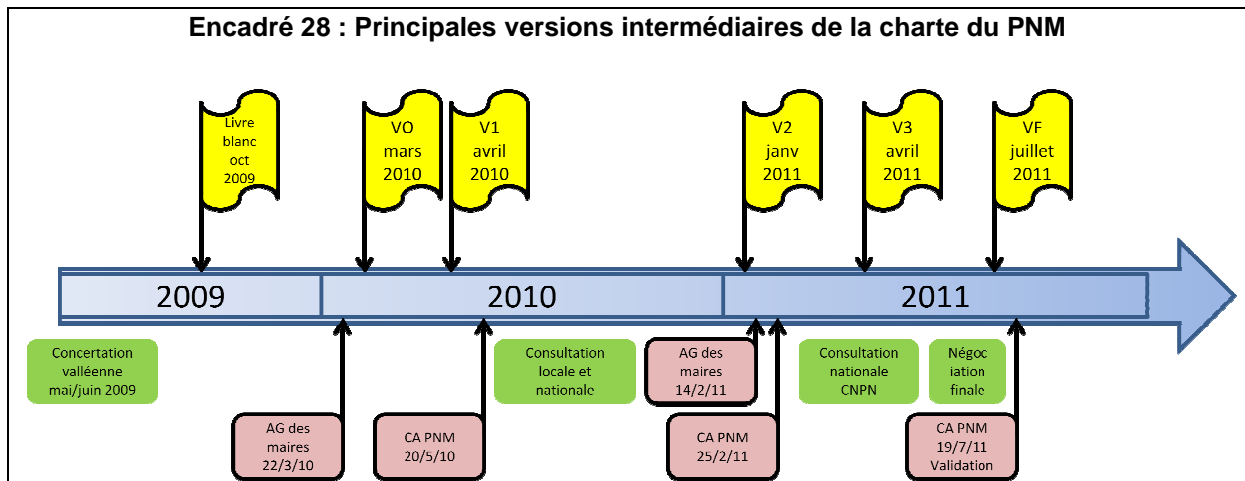 Encadré 28 : Principales versions intermédiaires de la charte du PNM
Livre
blanc
oct
2009
V0
mars
2010
V1
avril
2010
V2
janv
2011
V3
avril
2011
VF
juillet
2011
2009
2010
2011
Concertation
valléenne
mai/juin 2009
Consultation
locale et
nationale
AG des
maires
14/2/11
Consultation
nationale
CNPN
Négoc
iation
finale
AG des
maires
22/3/10
CA PNM
20/5/10
CA PNM
25/2/11
CA PNM
19/7/11
Validation